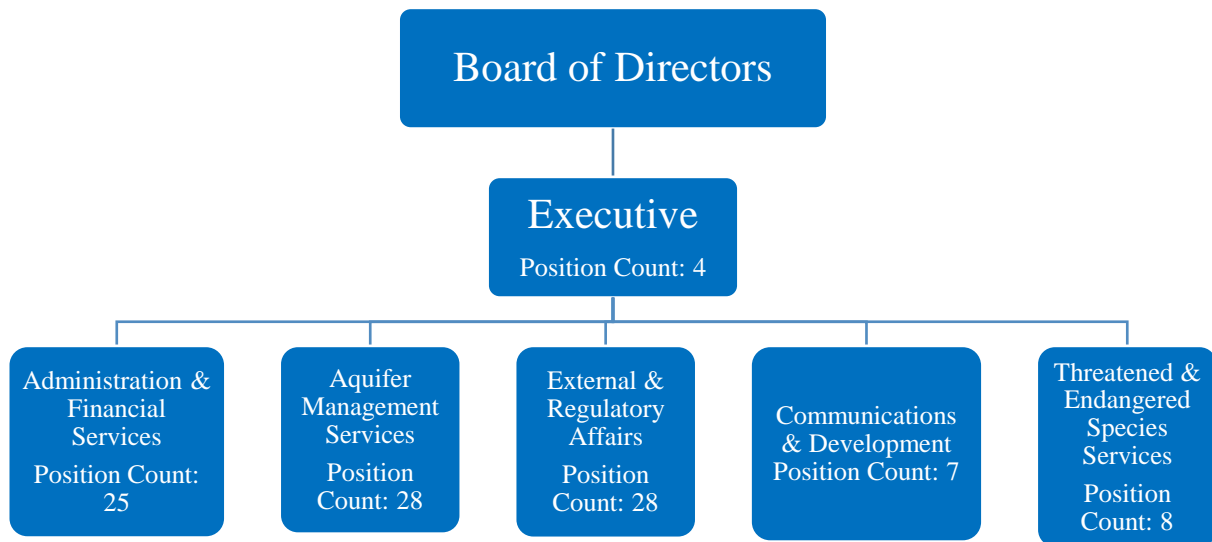 Board of Directors
Executive
Position Count: 4
Administration &
Financial
Services
Position Count:
25
Aquifer
Management
Services
Position
Count: 28
External &
Regulatory
Affairs
Position
Count: 28
Communications
& Development
Position Count: 7
Threatened &
Endangered
Species
Services
Position
Count: 8